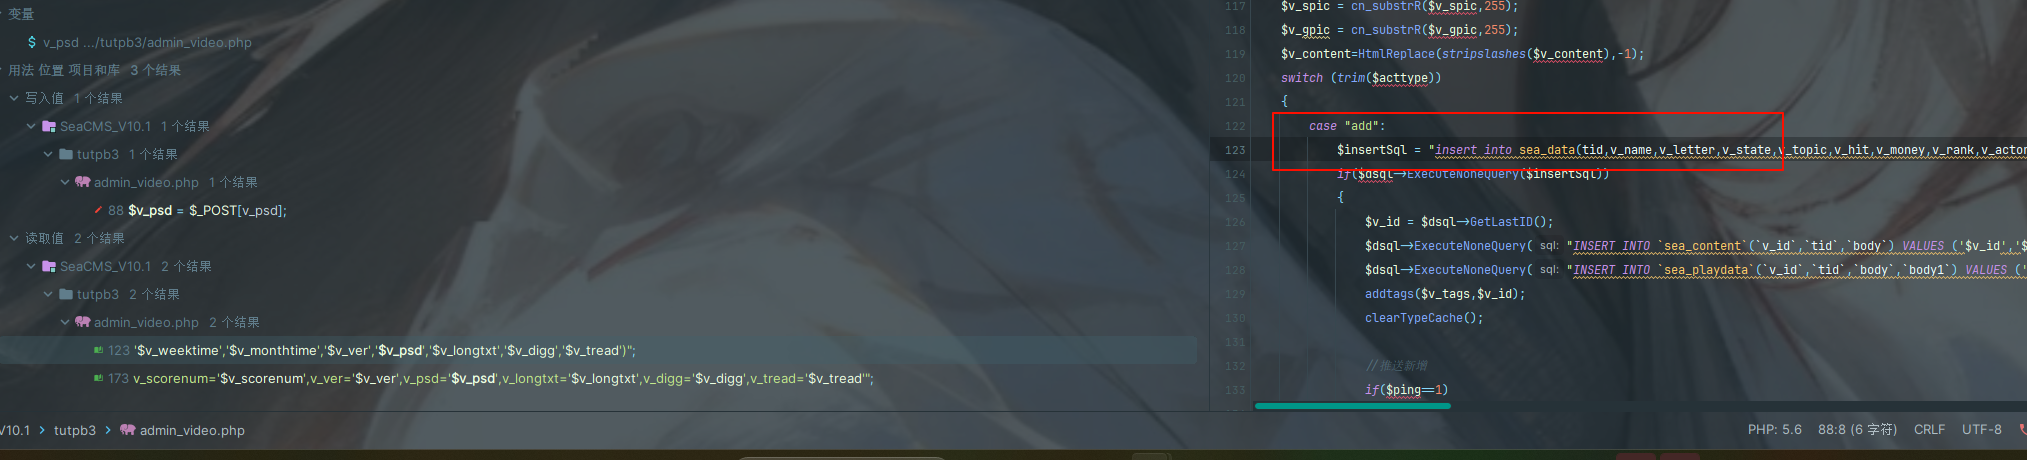 变量
$ v_psd .../tutpb3/admin_video.php
用法 位置 项目和库 3 个结果
写入值 1 个结果
SeaCMS_V10.1 1 个结果
tutpb3 1 个结果
admin_video.php 1 个结果
88 $v_psd = $_POST[v_psd];
读取值 2 个结果
SeaCMS_V10.1 2 个结果
tutpb3 2 个结果
admin_video.php 2 个结果
123 '$v_weektime','$v_monthtime','$v_ver','$v_psd','$v_longtxt','$v_digg','$v_tread')";
173 v_scorenum='$v_scorenum',v_ver='$v_ver',v_psd='$v_psd',v_longtxt='$v_longtxt',v_digg='$v_digg',v_tread='$v_tread'";
117 $v_spic = cn_substrR($v_spic,255);
118 $v_gpic = cn_substrR($v_gpic,255);
119 $v_content=HtmlReplace(stripslashes($v_content),-1);
120 switch (trim($acttype))
121 {
122 case "add":
123 $insertSql = "insert into sea_data(tid,v_name,v_letter,v_state,v_topic,v_hit,v_money,v_rank,v_actor
124 if($dsql->ExecuteNoneQuery($insertSql))
125 {
126 $v_id = $dsql->GetLastID();
127 $dsql->ExecuteNoneQuery( sql: "INSERT INTO `sea_content`(`v_id`,`tid`,`body`) VALUES ('$v_id','$
128 $dsql->ExecuteNoneQuery( sql: "INSERT INTO `sea_playdata`(`v_id`,`tid`,`body`,`body1`) VALUES ('
129 addtags($v_tags,$v_id);
130 clearTypeCache();
131
132 //推送新增
133 if($ping==1)
V10.1 > tutpb3 > admin_video.php
PHP: 5.6 88:8 (6 字符) CRLF UTF-8